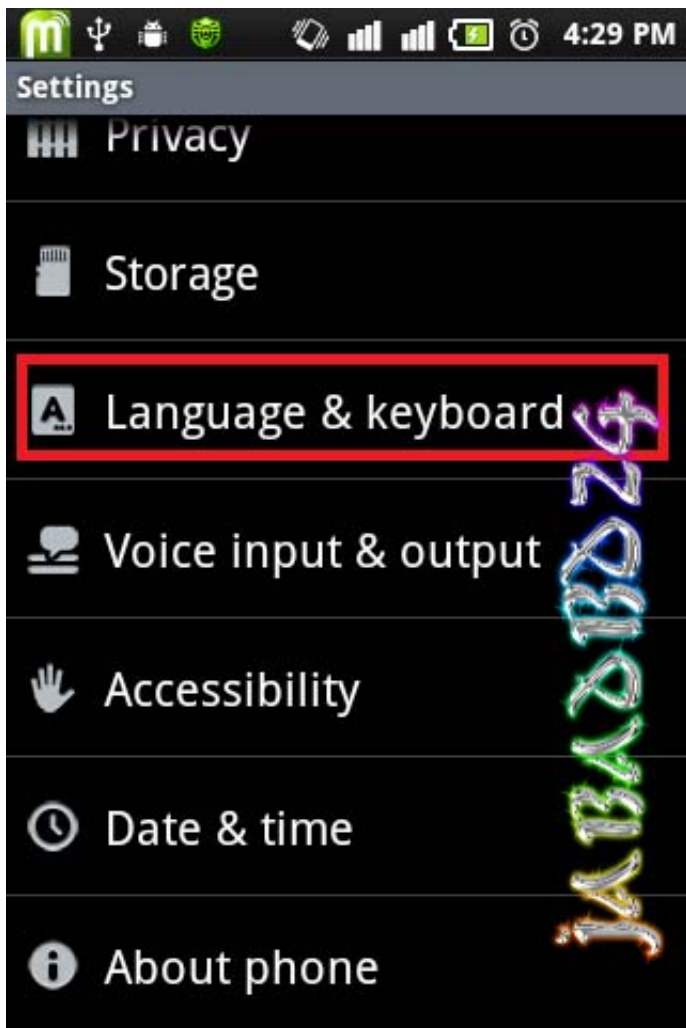 4:29 PM
Settings
Privacy
Storage
Language & keyboard
Voice input & output
Accessibility
Date & time
About phone